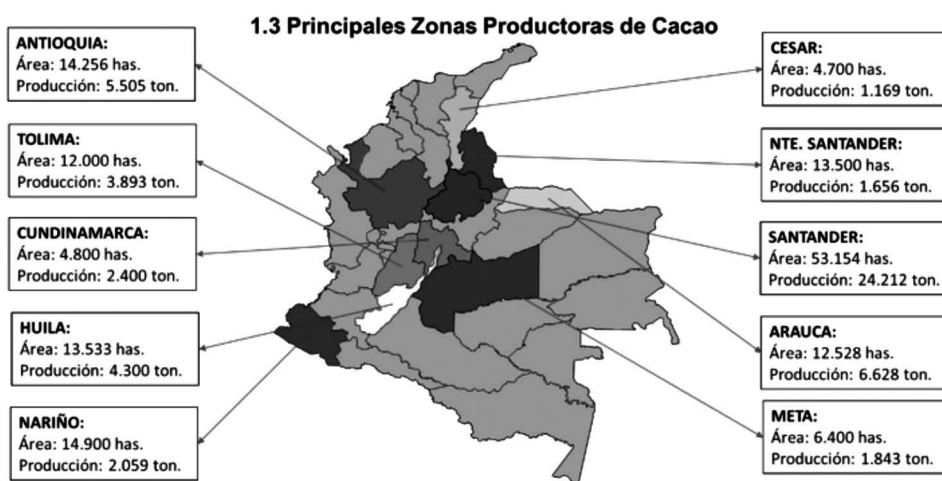 1.3 Principales Zonas Productoras de Cacao
ANTIOQUIA:
Área: 14.256 has.
Producción: 5.505 ton.
TOLIMA:
Área: 12.000 has.
Producción: 3.893 ton.
CUNDINAMARCA:
Área: 4.800 has.
Producción: 2.400 ton.
HUILA:
Área: 13.533 has.
Producción: 4.300 ton.
NARIÑO:
Área: 14.900 has.
Producción: 2.059 ton.
CESAR:
Área: 4.700 has.
Producción: 1.169 ton.
NTE. SANTANDER:
Área: 13.500 has.
Producción: 1.656 ton.
SANTANDER:
Área: 53.154 has.
Producción: 24.212 ton.
ARAUCA:
Área: 12.528 has.
Producción: 6.628 ton.
META:
Área: 6.400 has.
Producción: 1.843 ton.